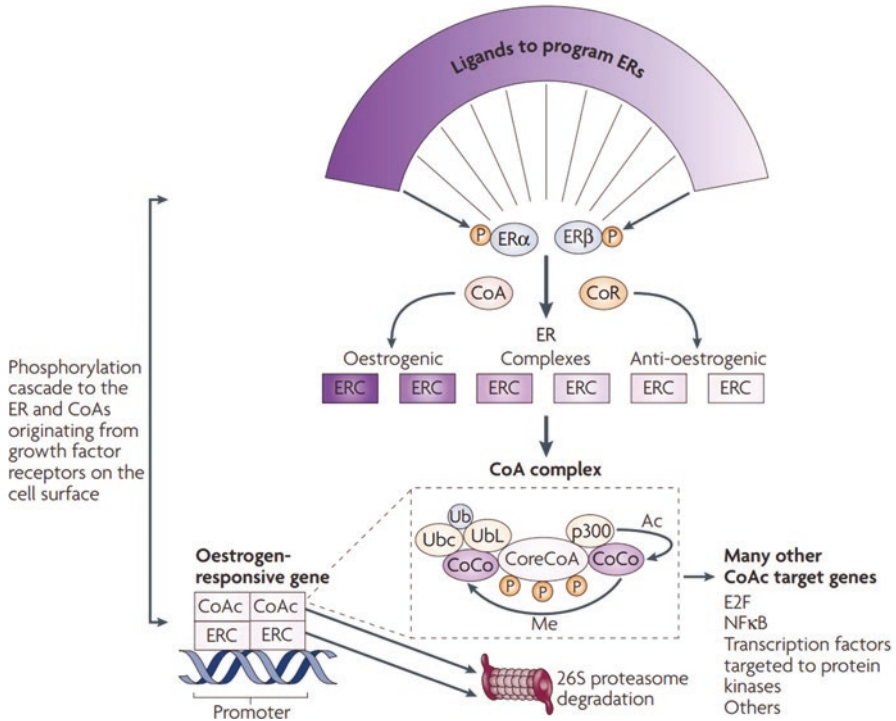 Ligands to program ERs
P ERα ERβ P
CoA CoR
ER
Oestrogenic Complexes Anti-oestrogenic
ERC ERC ERC ERC ERC ERC
Phosphorylation
cascade to the
ER and CoAs
originating from
growth factor
receptors on the
cell surface
CoA complex
Ub
Ubc UbL p300 Ac
CoCo CoreCoA CoCo
P P P
Me
Oestrogen-
responsive gene
CoAc CoAc
ERC ERC
Promoter
26S proteasome
degradation
Many other
CoAc target genes
E2F
NFκB
Transcription factors
targeted to protein
kinases
Others